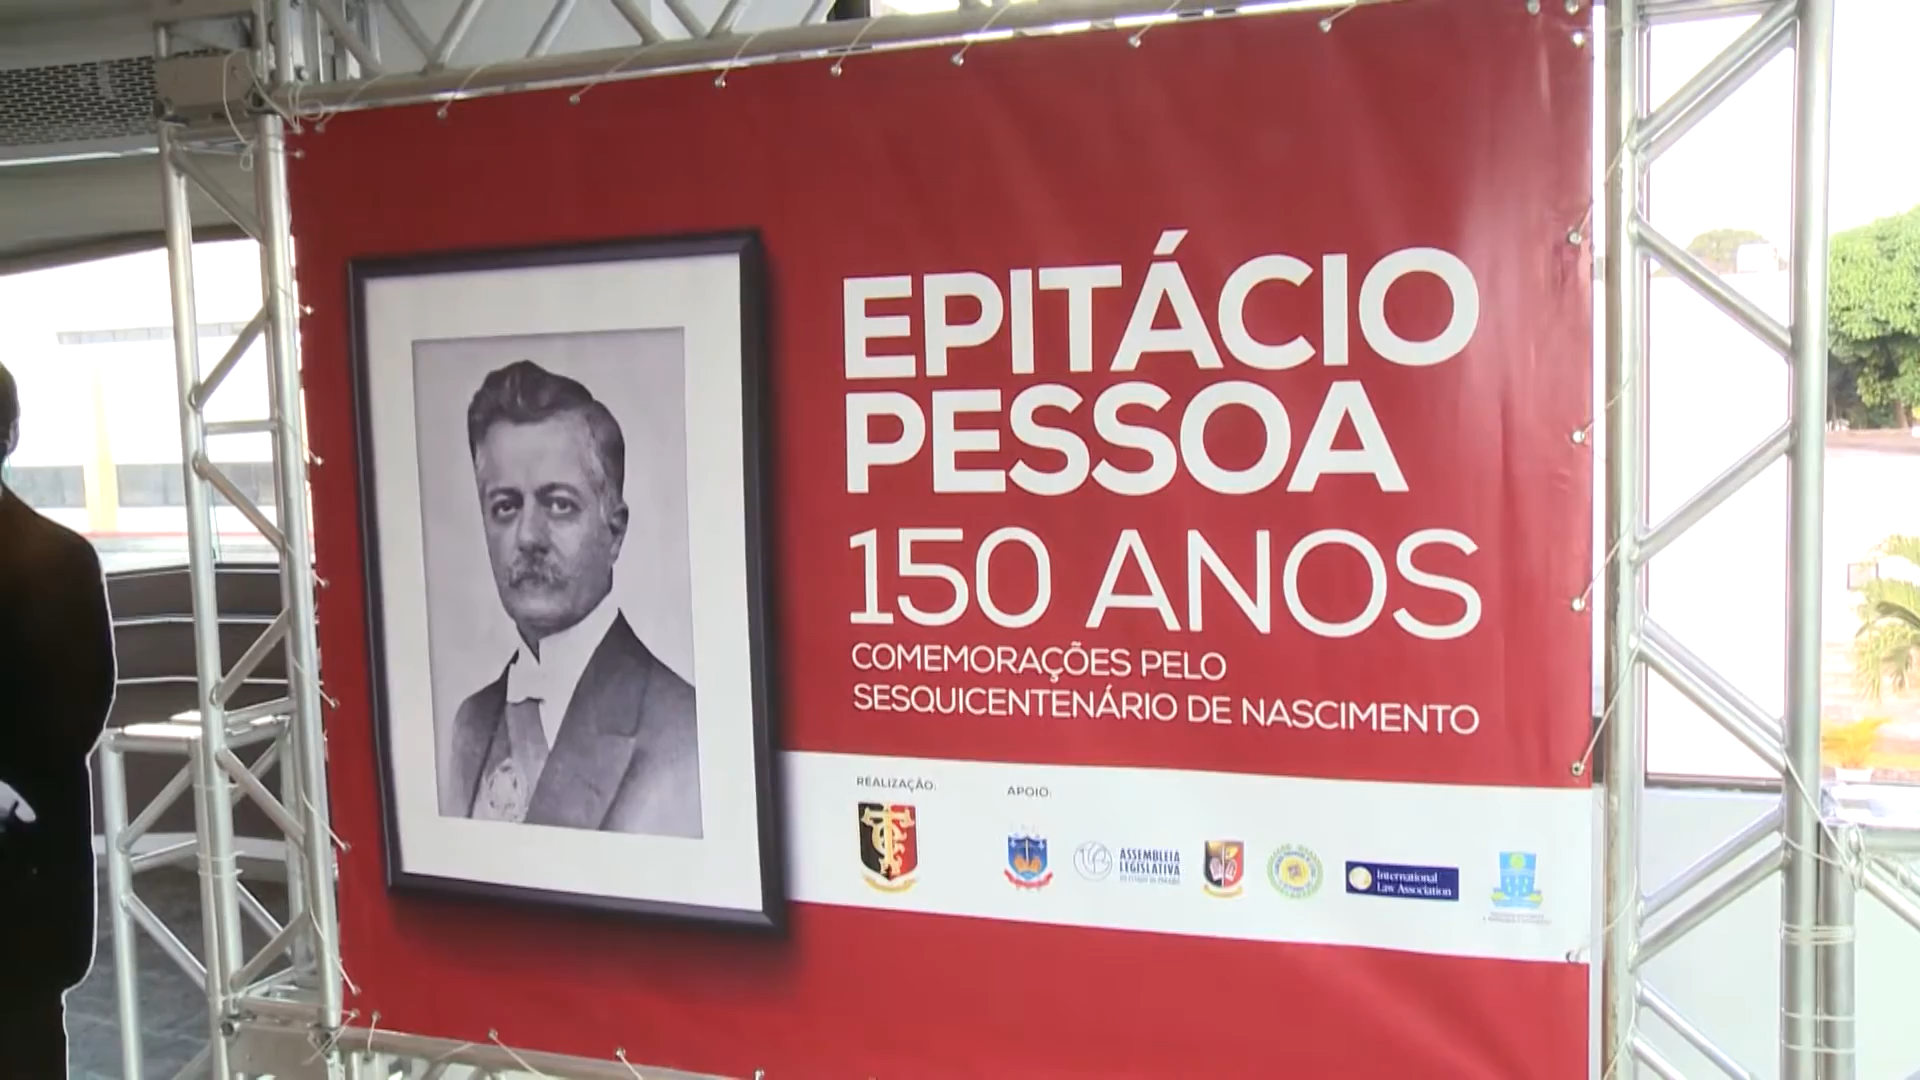 EPITÁCIO
PESSOA
150 ANOS
COMEMORAÇÕES PELO
SESQUICENTENÁRIO DE NASCIMENTO
REALIZAÇÃO:
APOIO:
ASSEMBLEIA
LEGISLATIVA
International
Law Association